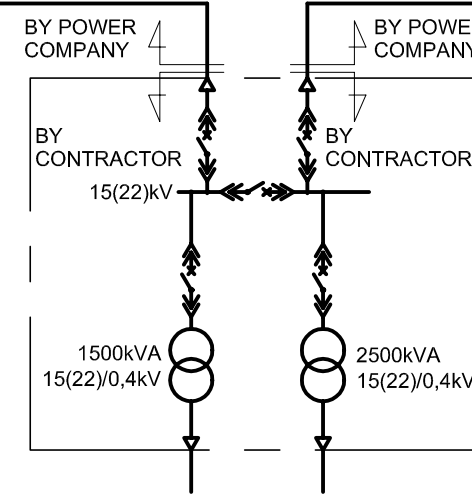 BY POWER
COMPANY
BY POWE
COMPANY
BY
CONTRACTOR
BY
CONTRACTOR
15(22)kV
1500kVA
15(22)/0,4kV
2500kVA
15(22)/0,4kV